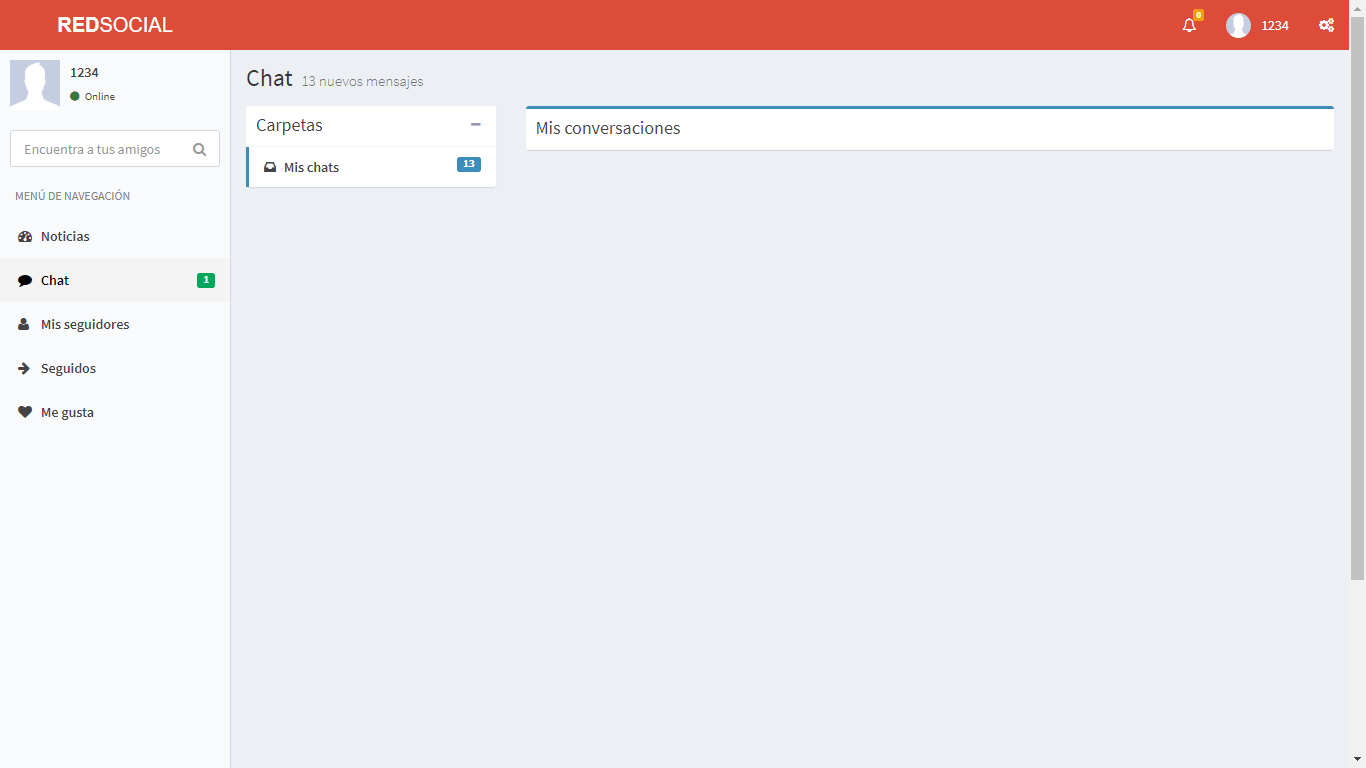 REDSOCIAL
0
1234
1234
Online
Encuentra a tus amigos
MENÚ DE NAVEGACIÓN
Noticias
Chat 1
Mis seguidores
Seguidos
Me gusta
Chat 13 nuevos mensajes
Carpetas
Mis chats 13
Mis conversaciones